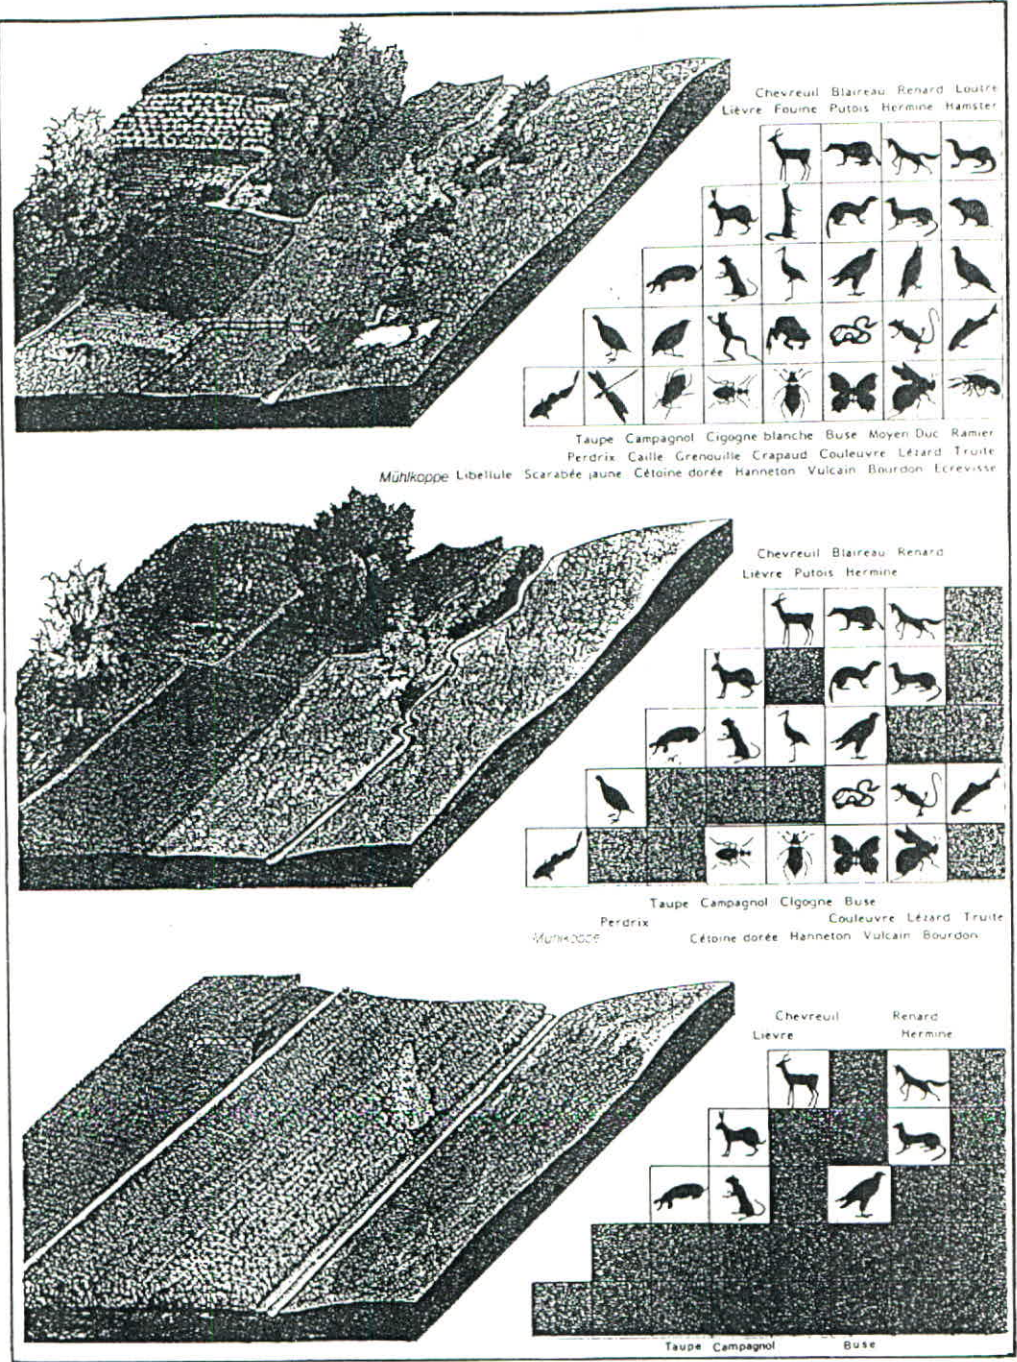 Chevreuil Blaireau Renard Loutre
Lièvre Fouine Putois Hermine Hamster
Taupe Campagnol Cigogne blanche Buse Moyen Duc Ramier
Perdrix Caille Grenouille Crapaud Couleuvre Lézard Truite
Mühlkoppe Libellule Scarabée jaune Cétoine dorée Hanneton Vulcain Bourdon Ecrevisse
Chevreuil Blaireau Renard
Lièvre Putois Hermine
Taupe Campagnol Cigogne Buse
Perdrix Couleuvre Lézard Truite
Mühlkoppe Cétoine dorée Hanneton Vulcain Bourdon
Chevreuil Renard
Lièvre Hermine
Taupe Campagnol Buse